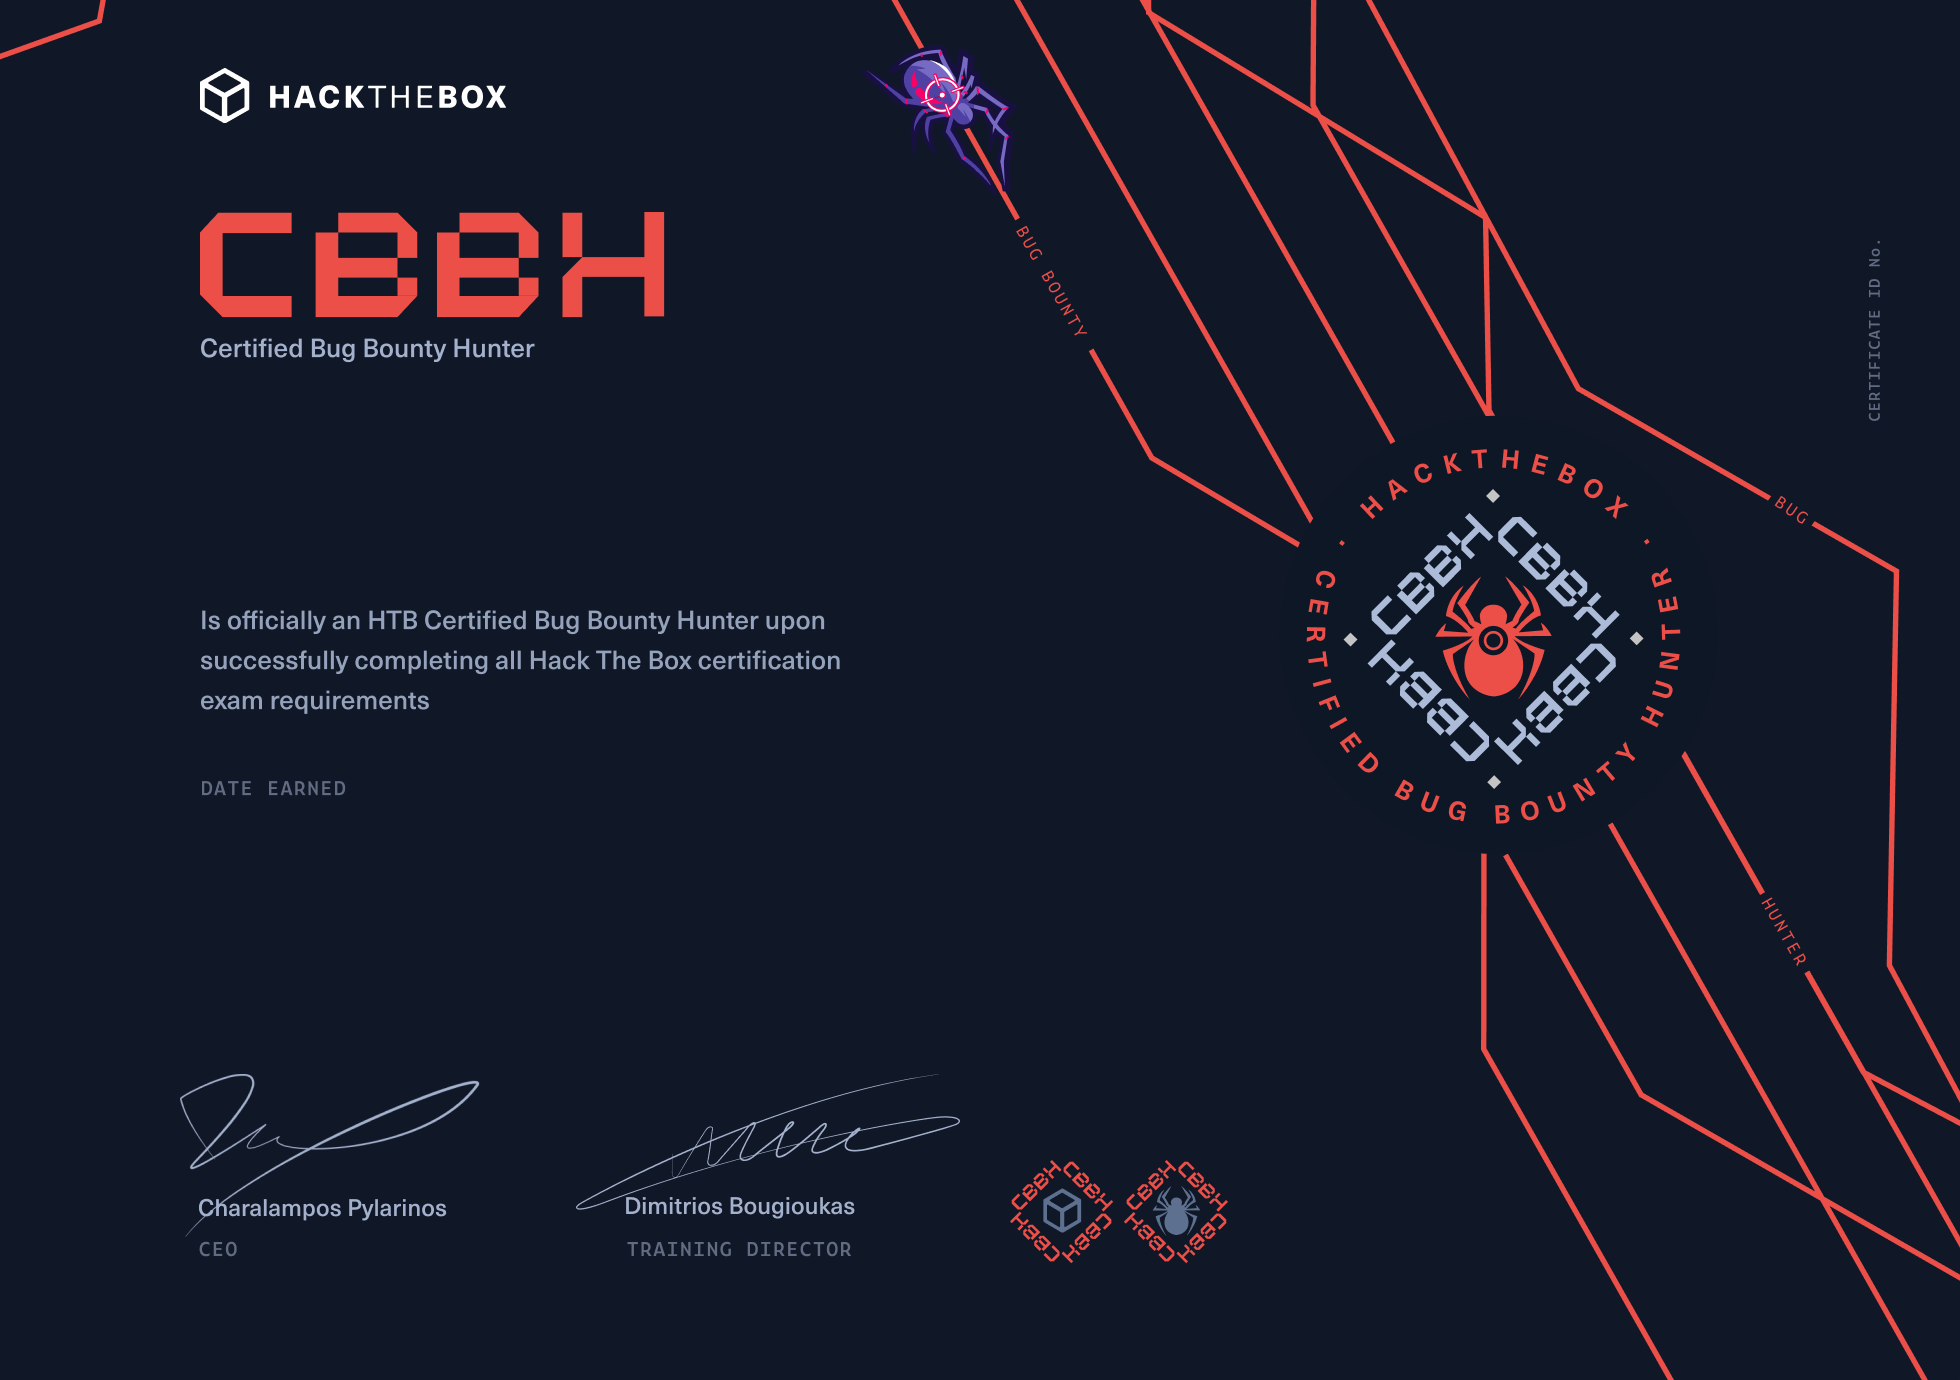 HACKTHEBOX
CBBH
Certified Bug Bounty Hunter
BUG BOUNTY
CERTIFICATE ID No.
BUG
· HACKTHEBOX ·
CERTIFIED BUG BOUNTY HUNTER
CBBH
CBBH
CBBH
CBBH
Is officially an HTB Certified Bug Bounty Hunter upon
successfully completing all Hack The Box certification
exam requirements
DATE EARNED
HUNTER
Charalampos Pylarinos
CEO
Dimitrios Bougioukas
TRAINING DIRECTOR
CBBH
CBBH
CBBH
CBBH
CBBH
CBBH
CBBH
CBBH